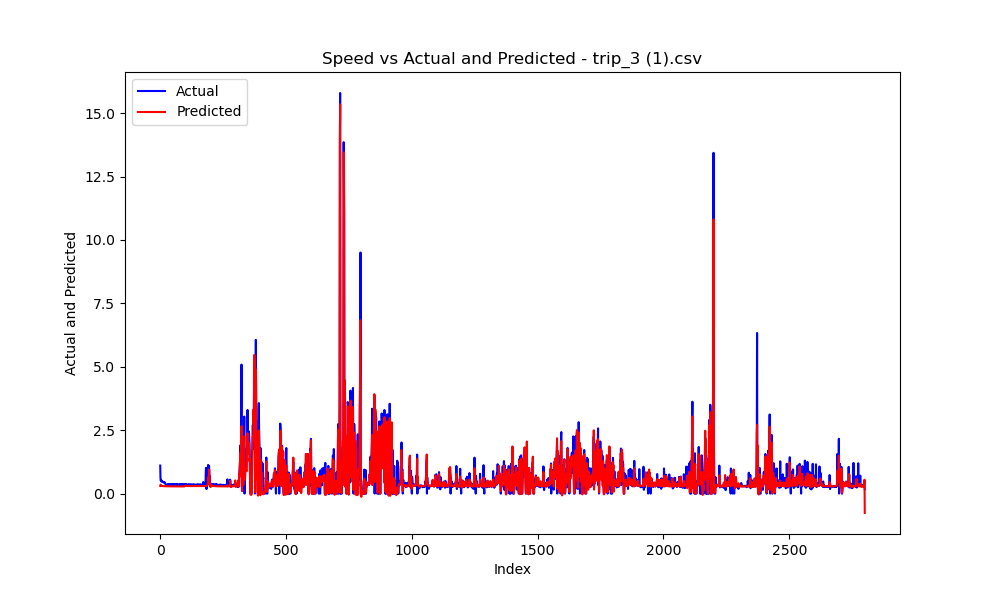 Speed vs Actual and Predicted - trip_3 (1).csv
Actual
Predicted
Actual and Predicted
15.0
12.5
10.0
7.5
5.0
2.5
0.0
0 500 1000 1500 2000 2500
Index